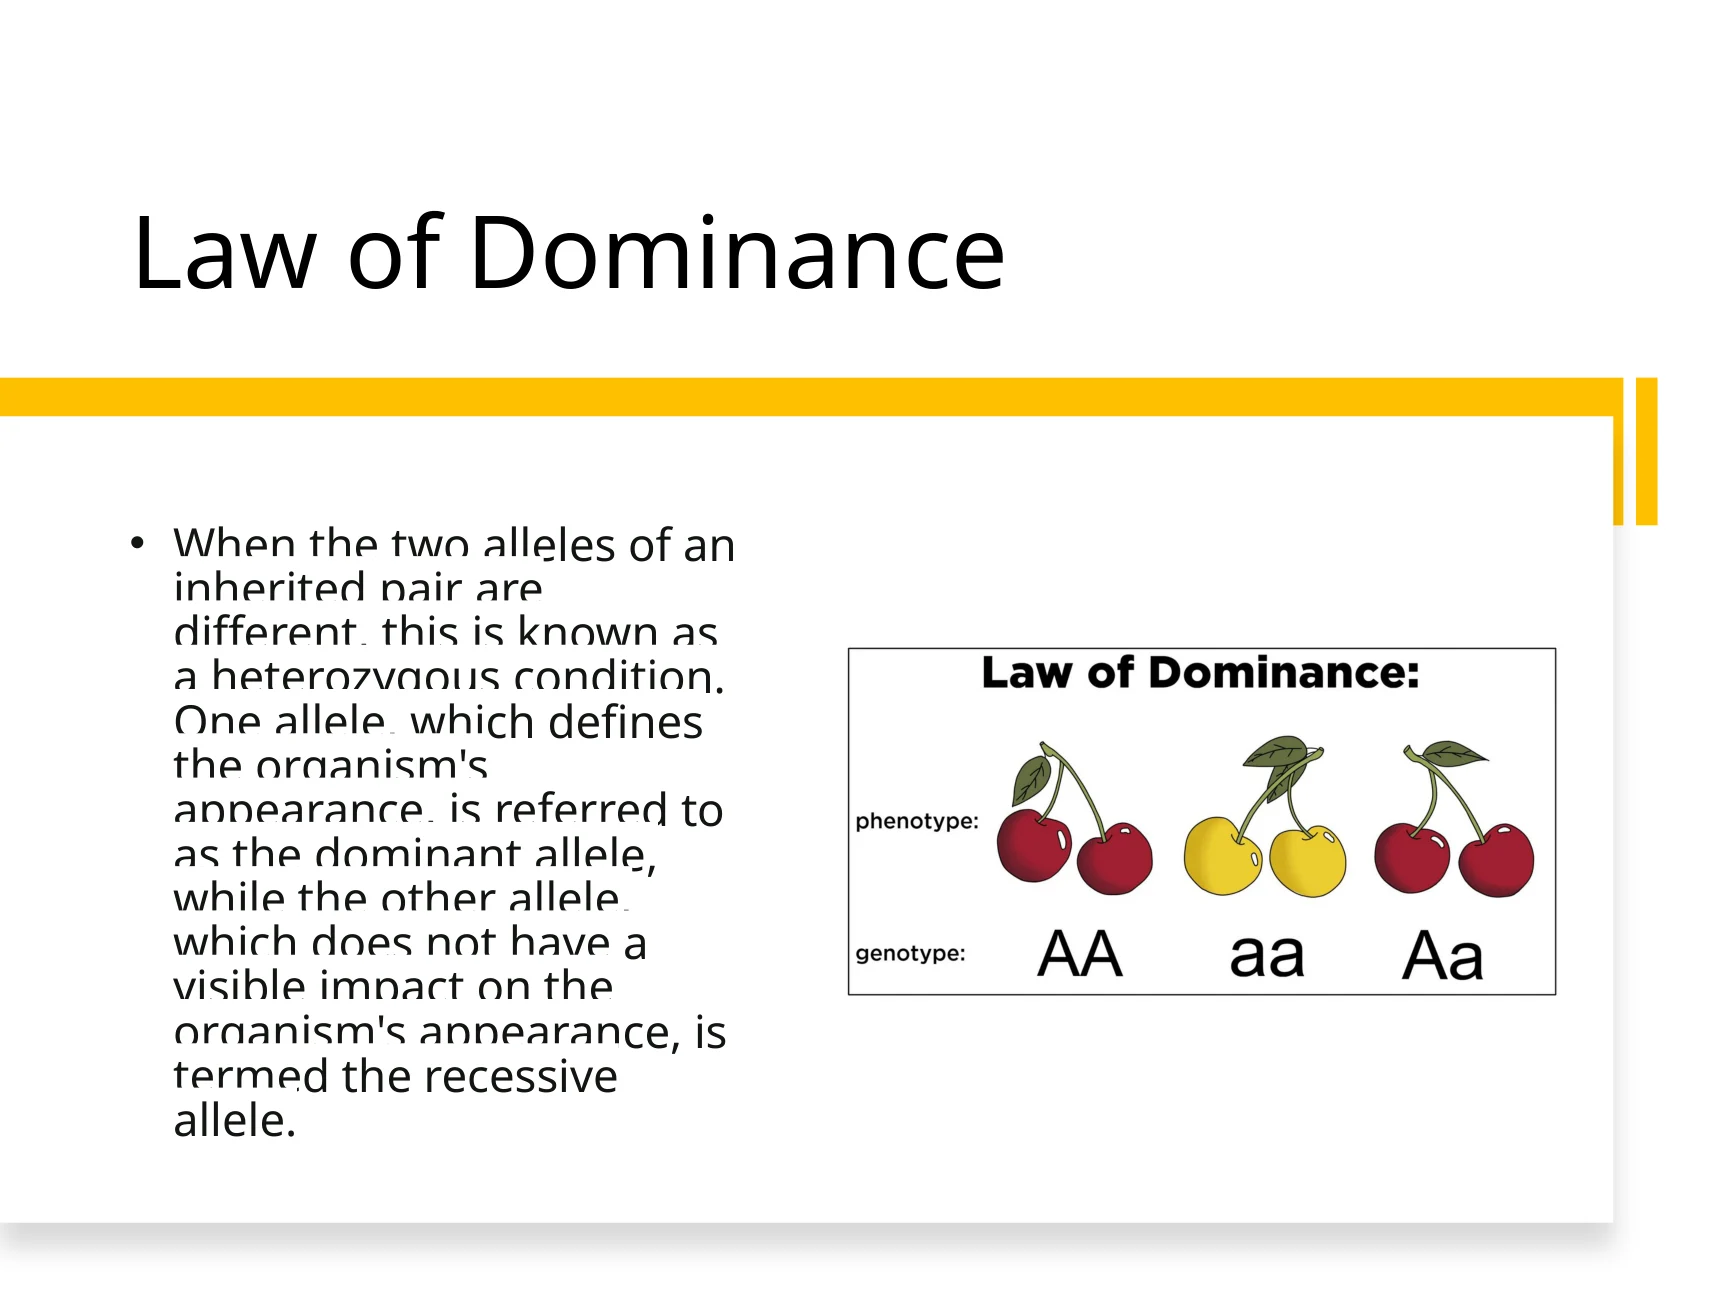 Law of Dominance
• When the two alleles of an
inherited pair are
different, this is known as
a heterozygous condition.
One allele, which defines
the organism's
appearance, is referred to
as the dominant allele,
while the other allele,
which does not have a
visible impact on the
organism's appearance, is
termed the recessive
allele.
Law of Dominance:
phenotype:
genotype: AA aa Aa